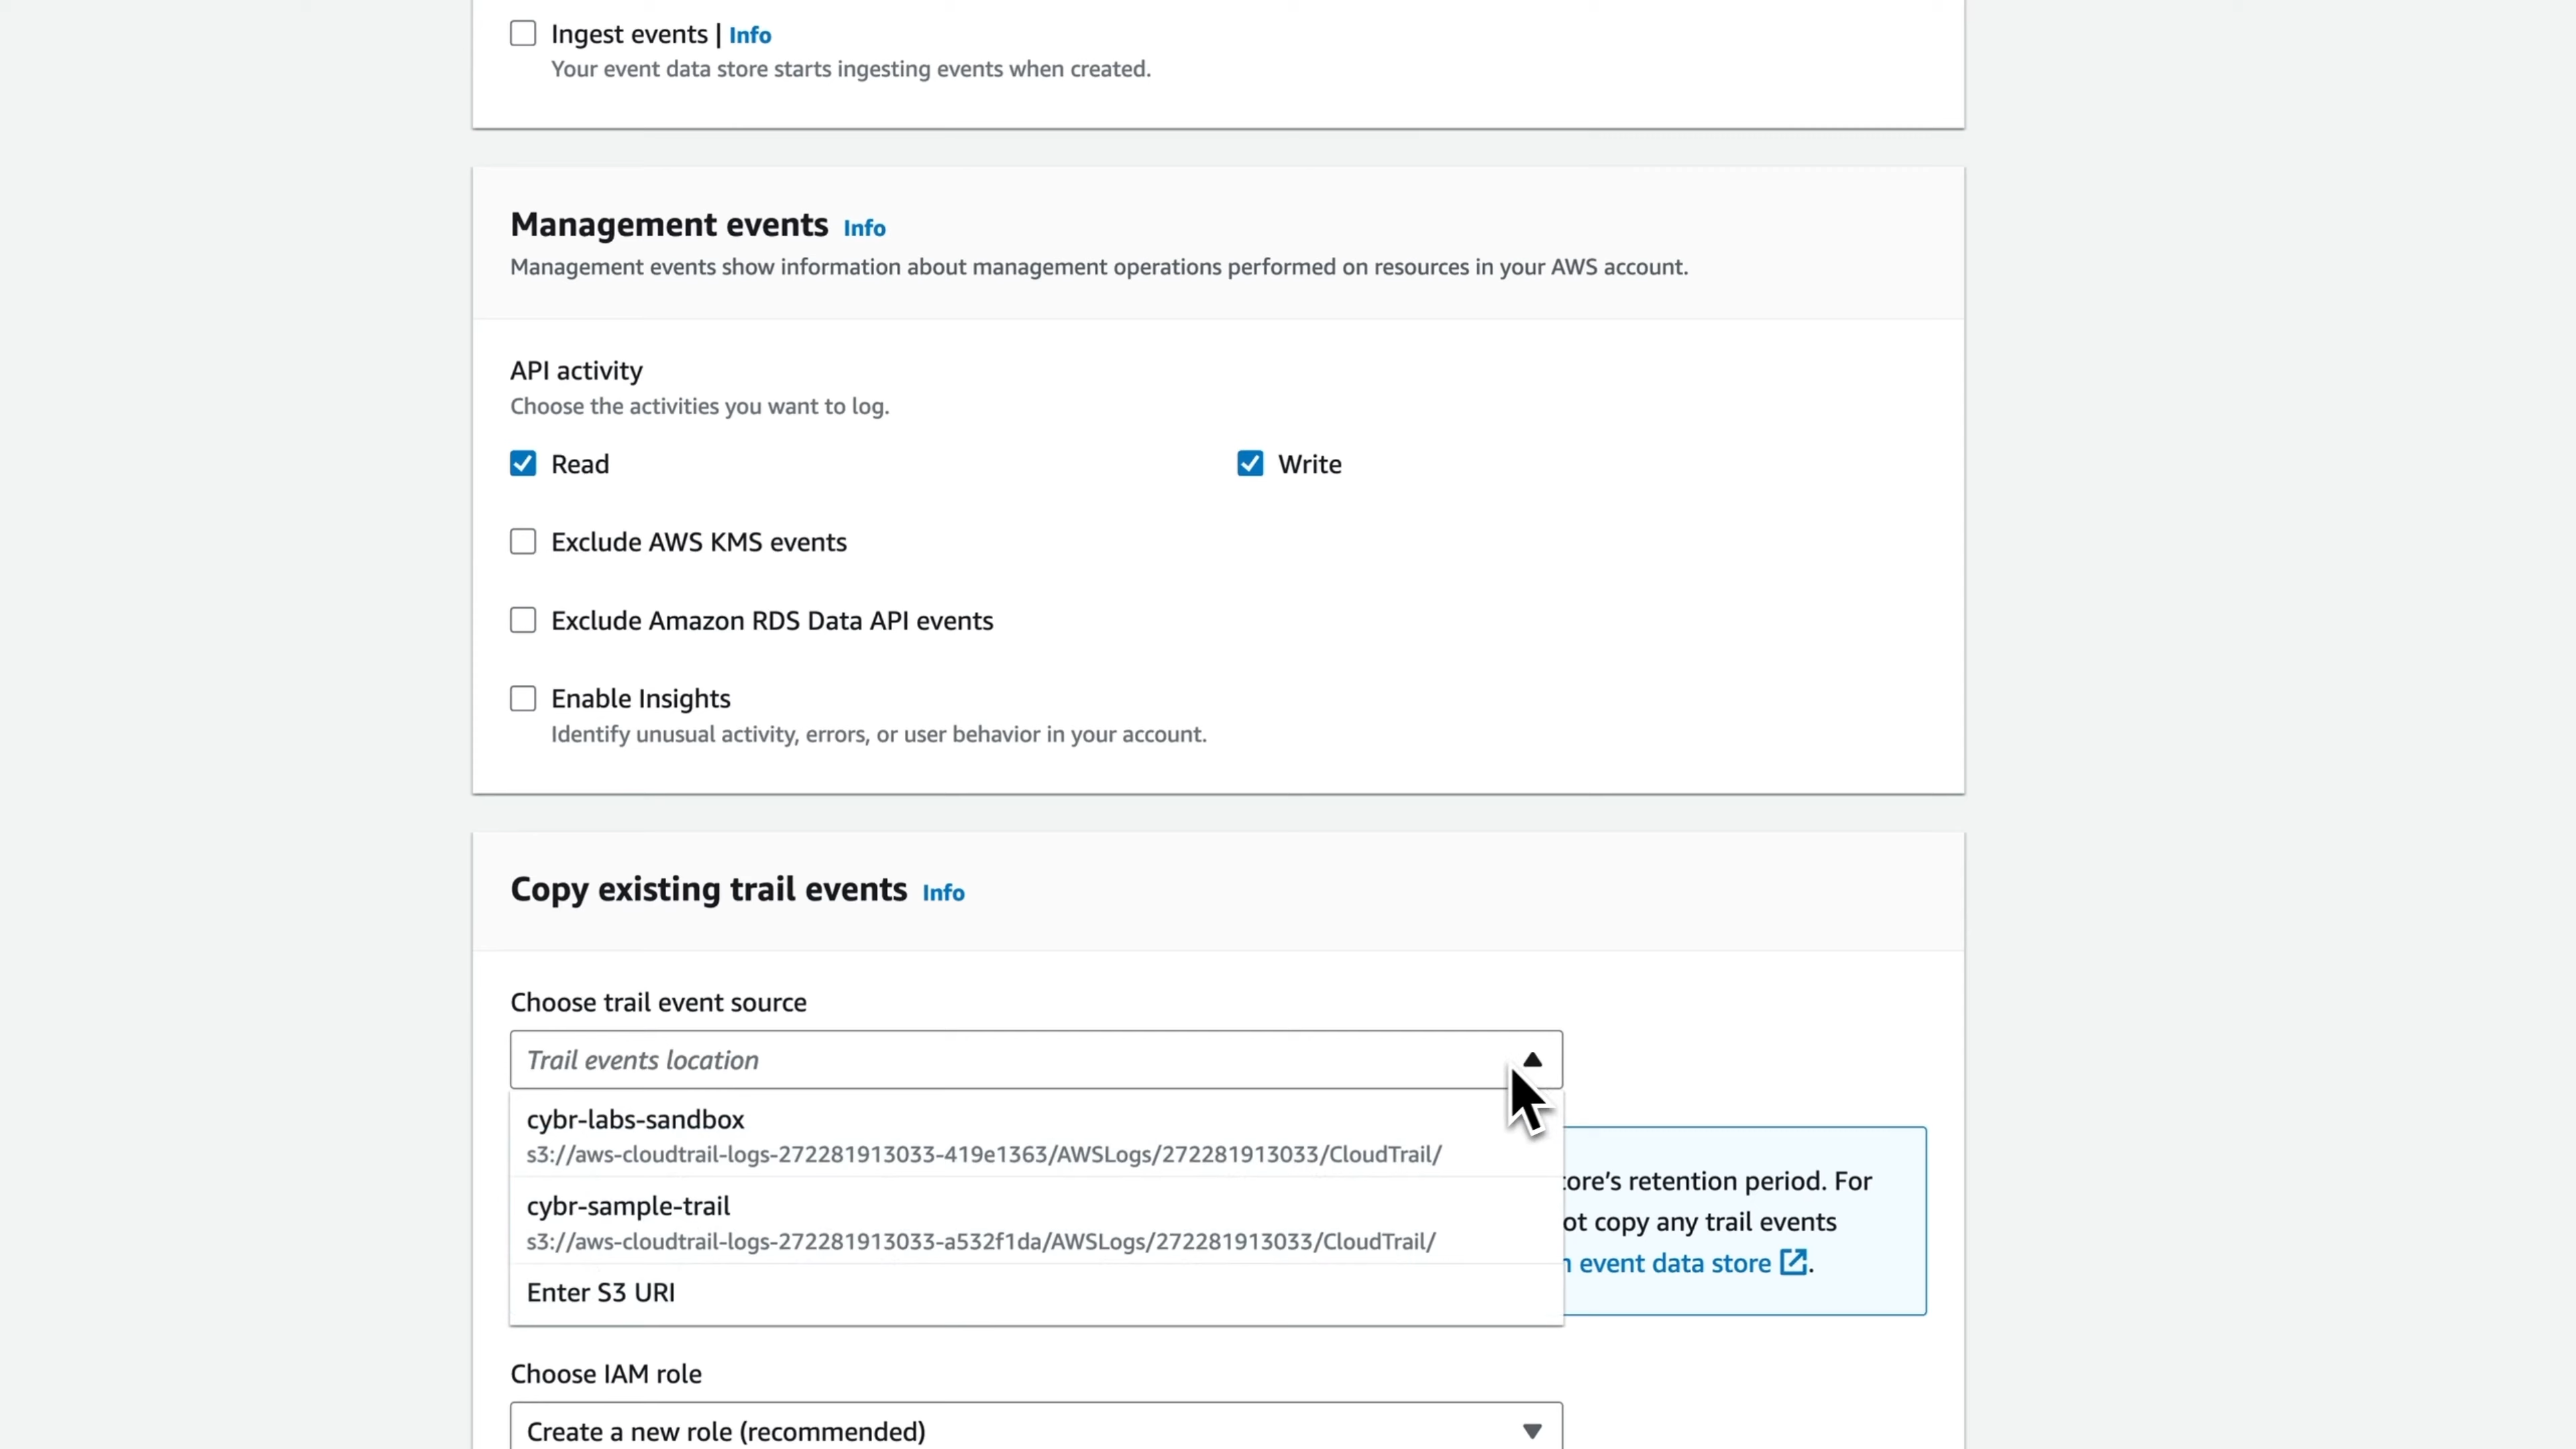 Ingest events | Info
Your event data store starts ingesting events when created.
Management events Info
Management events show information about management operations performed on resources in your AWS account.
API activity
Choose the activities you want to log.
Read
Write
Exclude AWS KMS events
Exclude Amazon RDS Data API events
Enable Insights
Identify unusual activity, errors, or user behavior in your account.
Copy existing trail events Info
Choose trail event source
Trail events location
cybr-labs-sandbox
s3://aws-cloudtrail-logs-272281913033-419e1363/AWSLogs/272281913033/CloudTrail/
cybr-sample-trail
s3://aws-cloudtrail-logs-272281913033-a532f1da/AWSLogs/272281913033/CloudTrail/
Enter S3 URI
retention period. For
copy any trail events
event data store.
Choose IAM role
Create a new role (recommended)